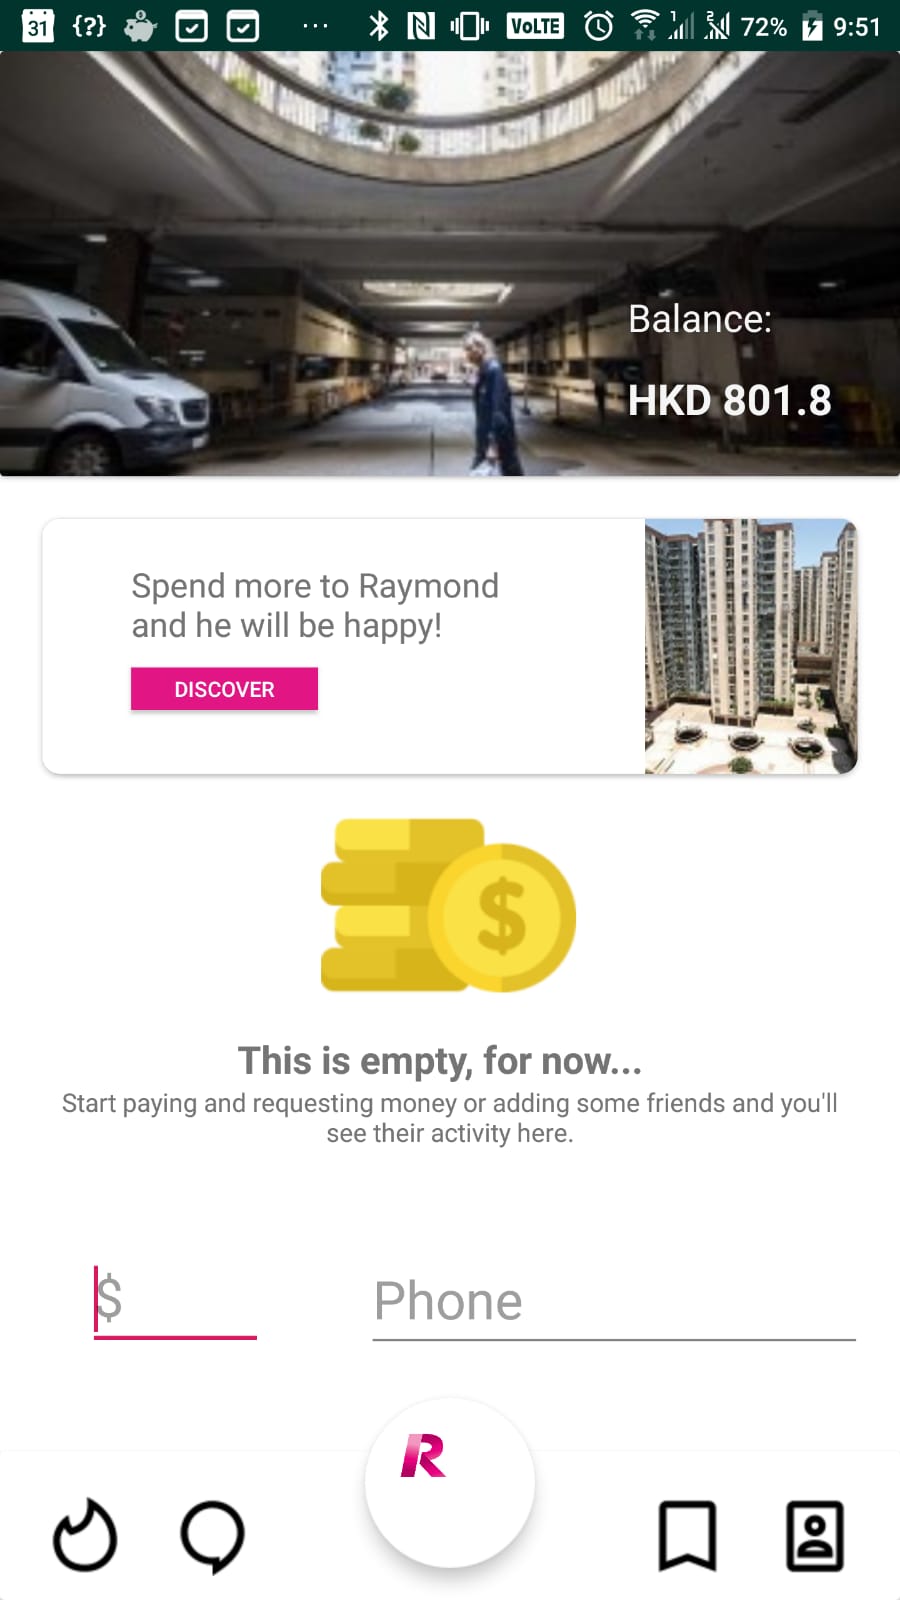 31 {?} ... VoLTE 1 2 72% 9:51
Balance:
HKD 801.8
Spend more to Raymond
and he will be happy!
DISCOVER
$
This is empty, for now...
Start paying and requesting money or adding some friends and you'll
see their activity here.
$ Phone
R